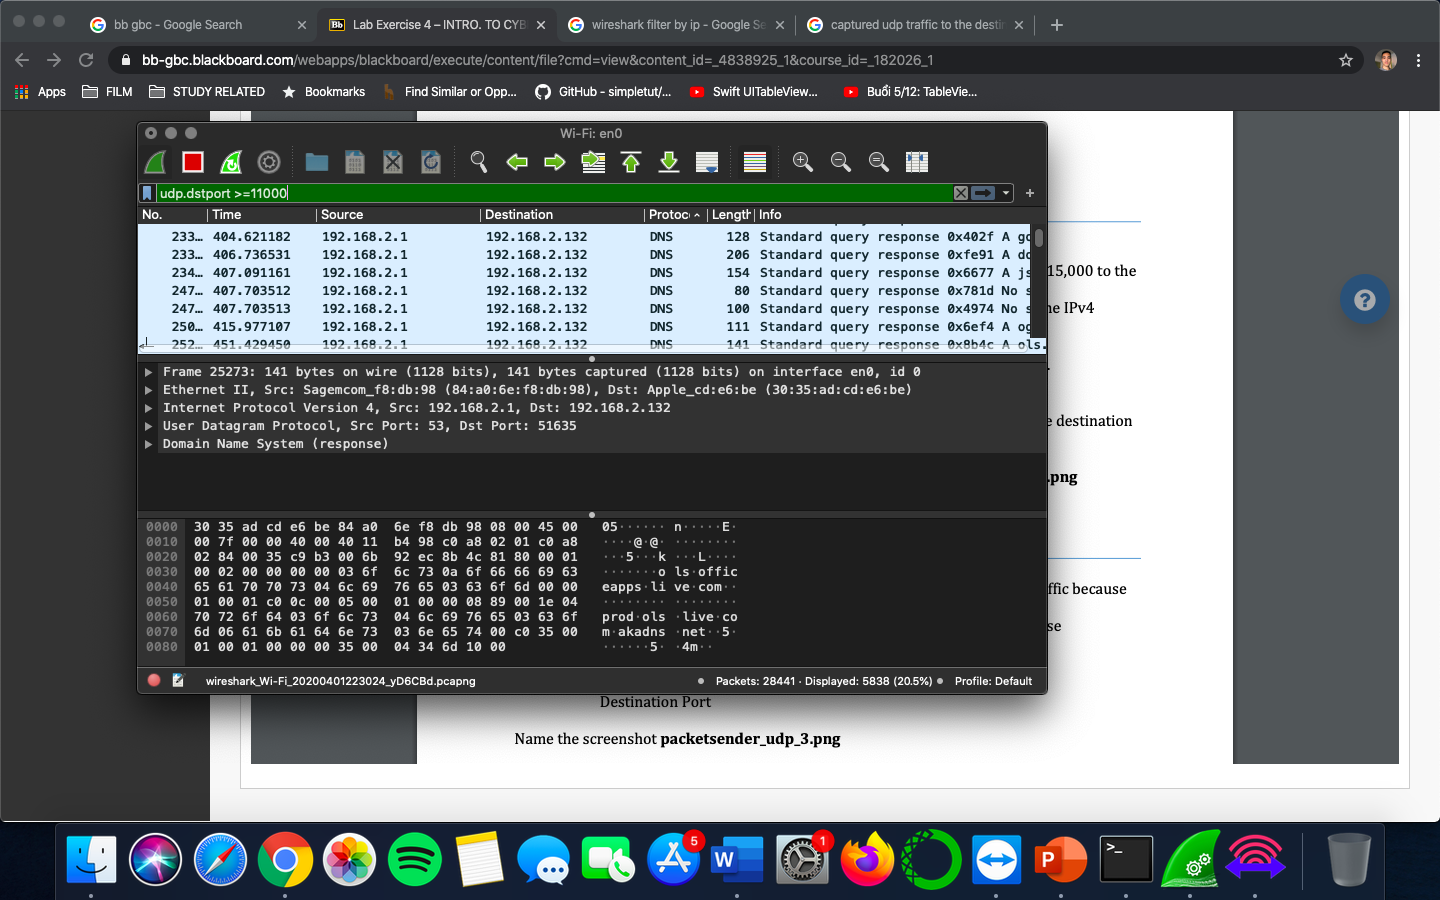 bb gbc - Google Search
Lab Exercise 4 – INTRO. TO CYB
wireshark filter by ip - Google Se
captured udp traffic to the destin
bb-gbc.blackboard.com/webapps/blackboard/execute/content/file?cmd=view&content_id=_4838925_1&course_id=_182026_1
Apps
FILM
STUDY RELATED
Bookmarks
Find Similar or Opp...
GitHub - simpletut/...
Swift UITableView...
Buổi 5/12: TableVie...
Wi-Fi: en0
udp.dstport >=11000
No. Time Source Destination Protoc Length Info
233… 404.621182 192.168.2.1 192.168.2.132 DNS 128 Standard query response 0x402f A go
233… 406.736531 192.168.2.1 192.168.2.132 DNS 206 Standard query response 0xfe91 A do
234… 407.091161 192.168.2.1 192.168.2.132 DNS 154 Standard query response 0x6677 A js
247… 407.703512 192.168.2.1 192.168.2.132 DNS 80 Standard query response 0x781d No s
247… 407.703513 192.168.2.1 192.168.2.132 DNS 100 Standard query response 0x4974 No s
250… 415.977107 192.168.2.1 192.168.2.132 DNS 111 Standard query response 0x6ef4 A og
252… 451.429450 192.168.2.1 192.168.2.132 DNS 141 Standard query response 0x8b4c A ols.
Frame 25273: 141 bytes on wire (1128 bits), 141 bytes captured (1128 bits) on interface en0, id 0
Ethernet II, Src: Sagemcom_f8:db:98 (84:a0:6e:f8:db:98), Dst: Apple_cd:e6:be (30:35:ad:cd:e6:be)
Internet Protocol Version 4, Src: 192.168.2.1, Dst: 192.168.2.132
User Datagram Protocol, Src Port: 53, Dst Port: 51635
Domain Name System (response)
0000 30 35 ad cd e6 be 84 a0 6e f8 db 98 08 00 45 00 05······ n·····E·
0010 00 7f 00 00 40 00 40 11 b4 98 c0 a8 02 01 c0 a8 ····@·@· ········
0020 02 84 00 35 c9 b3 00 6b 92 ec 8b 4c 81 80 00 01 ···5···k ···L····
0030 00 02 00 00 00 00 03 6f 6c 73 0a 6f 66 66 69 63 ·······o ls·offic
0040 65 61 70 70 73 04 6c 69 76 65 03 63 6f 6d 00 00 eapps·li ve·com··
0050 01 00 01 c0 0c 00 05 00 01 00 00 08 89 00 1e 04 ········ ········
0060 70 72 6f 64 03 6f 6c 73 04 6c 69 76 65 03 63 6f prod·ols ·live·co
0070 6d 06 61 6b 61 64 6e 73 03 6e 65 74 00 c0 35 00 m·akadns ·net··5·
0080 01 00 01 00 00 00 35 00 04 34 6d 10 00 ······5· ·4m··
wireshark_Wi-Fi_20200401223024_yD6CBd.pcapng
Packets: 28441 · Displayed: 5838 (20.5%)
Profile: Default
15,000 to the
ne IPv4
e destination
.png
ffic because
se
Destination Port
Name the screenshot packetsender_udp_3.png
5
1